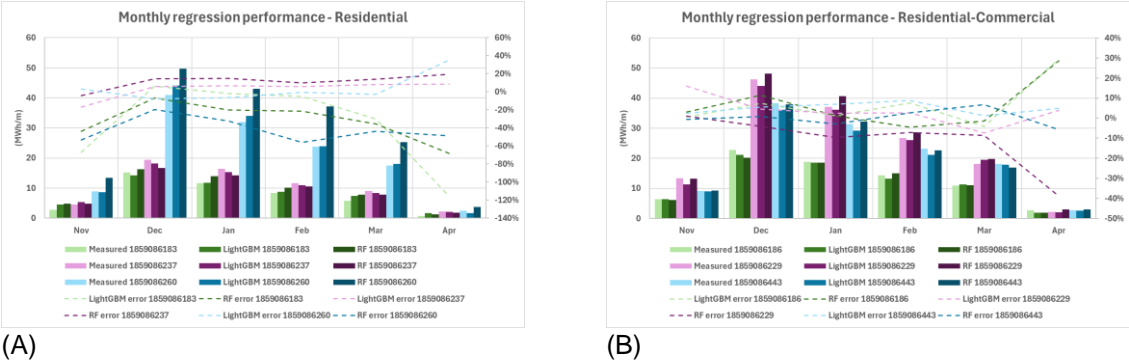 Monthly regression performance - Residential
60
50
40
30
20
10
0
(MWh/m)
60%
40%
20%
0%
-20%
-40%
-60%
-80%
-100%
-120%
-140%
Nov Dec Jan Feb Mar Apr
Measured 1859086183 LightGBM 1859086183 RF 1859086183
Measured 1859086237 LightGBM 1859086237 RF 1859086237
Measured 1859086260 LightGBM 1859086260 RF 1859086260
LightGBM error 1859086183 RF error 1859086183 LightGBM error 1859086237
RF error 1859086237 LightGBM error 1859086260 RF error 1859086260
(A)
Monthly regression performance - Residential-Commercial
60
50
40
30
20
10
0
(MWh/m)
40%
30%
20%
10%
0%
-10%
-20%
-30%
-40%
-50%
Nov Dec Jan Feb Mar Apr
Measured 1859086186 LightGBM 1859086186 RF 1859086186
Measured 1859086229 LightGBM 1859086229 RF 1859086229
Measured 1859086443 LightGBM 1859086443 RF 1859086443
LightGBM error 1859086186 RF error 1859086186 LightGBM error 1859086229
RF error 1859086229 LightGBM error 1859086443 RF error 1859086443
(B)